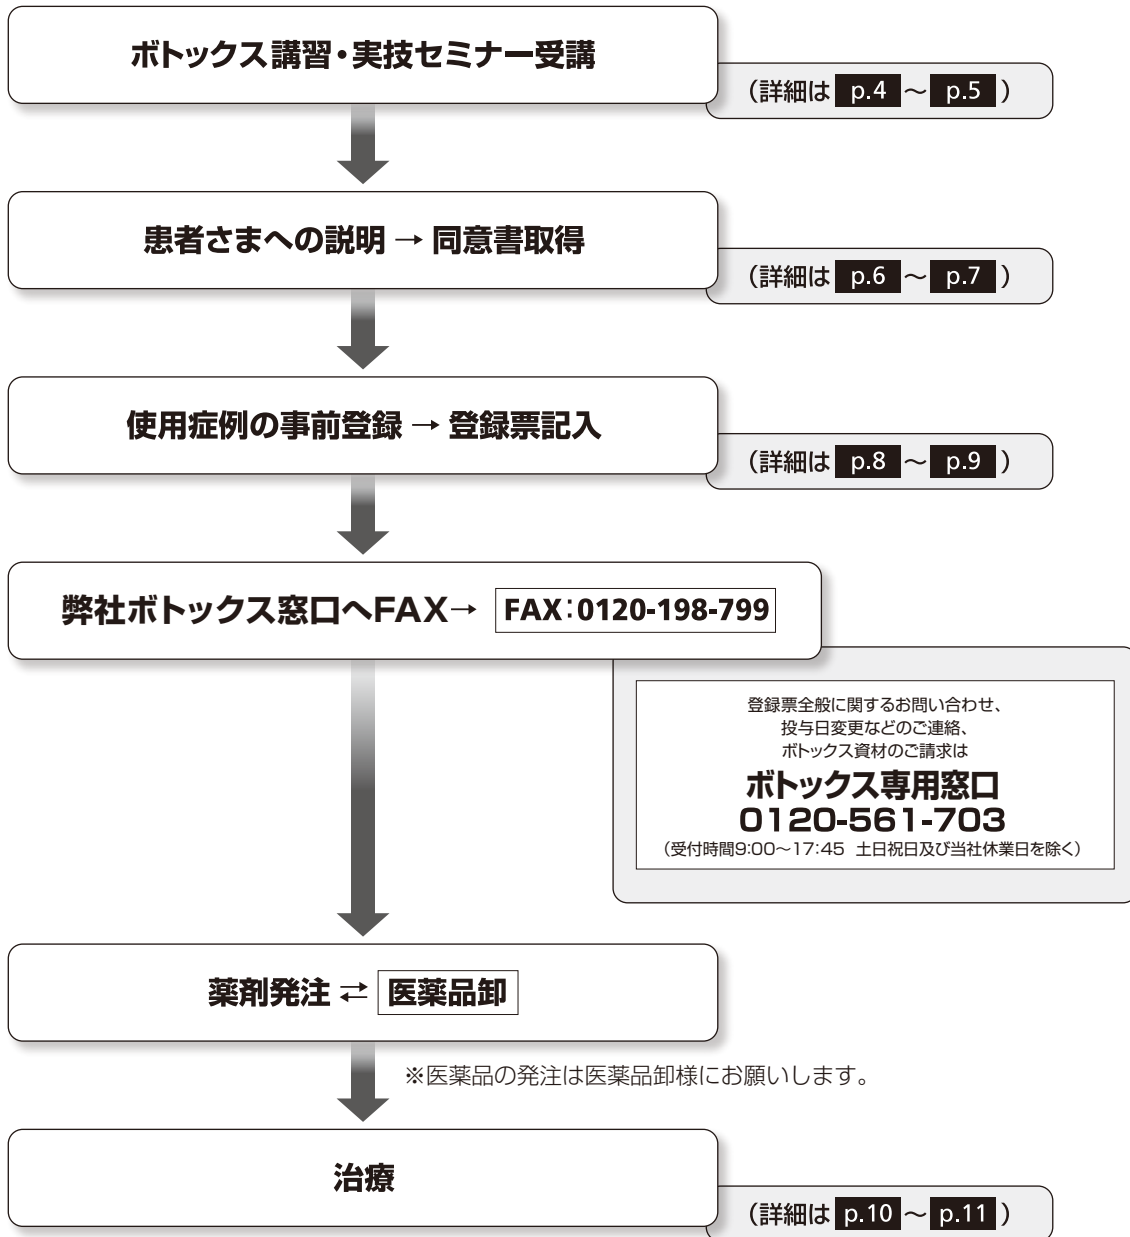 ボトックス講習・実技セミナー受講
（詳細は p.4 ～ p.5 ）
患者さまへの説明 → 同意書取得
（詳細は p.6 ～ p.7 ）
使用症例の事前登録 → 登録票記入
（詳細は p.8 ～ p.9 ）
弊社ボトックス窓口へFAX→ FAX：0120-198-799
登録票全般に関するお問い合わせ、
投与日変更などのご連絡、
ボトックス資材のご請求は
ボトックス専用窓口
0120-561-703
（受付時間9:00～17:45 土日祝日及び当社休業日を除く）
薬剤発注 ⇄ 医薬品卸
※医薬品の発注は医薬品卸様にお願いします。
治療
（詳細は p.10 ～ p.11 ）